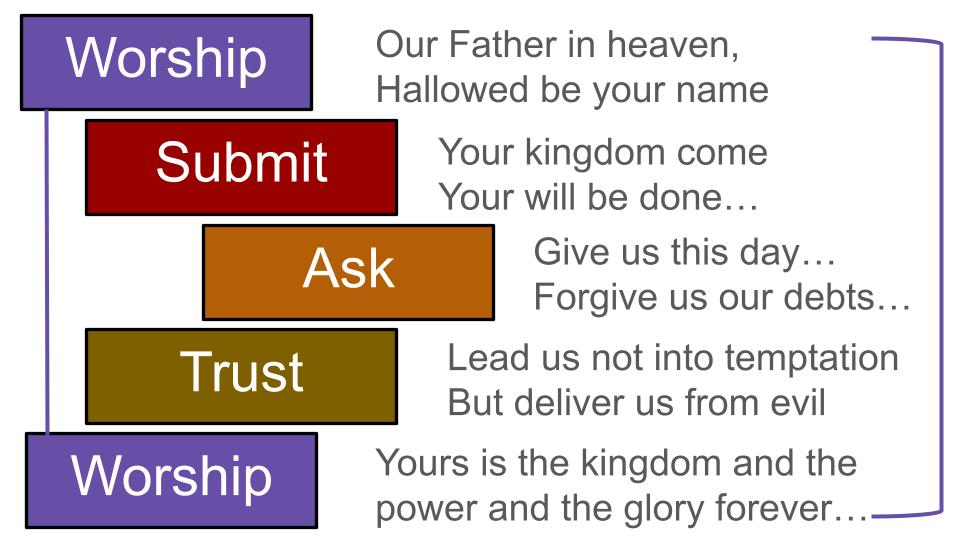 Worship
Our Father in heaven,
Hallowed be your name
Submit
Your kingdom come
Your will be done…
Ask
Give us this day…
Forgive us our debts…
Trust
Lead us not into temptation
But deliver us from evil
Worship
Yours is the kingdom and the
power and the glory forever…